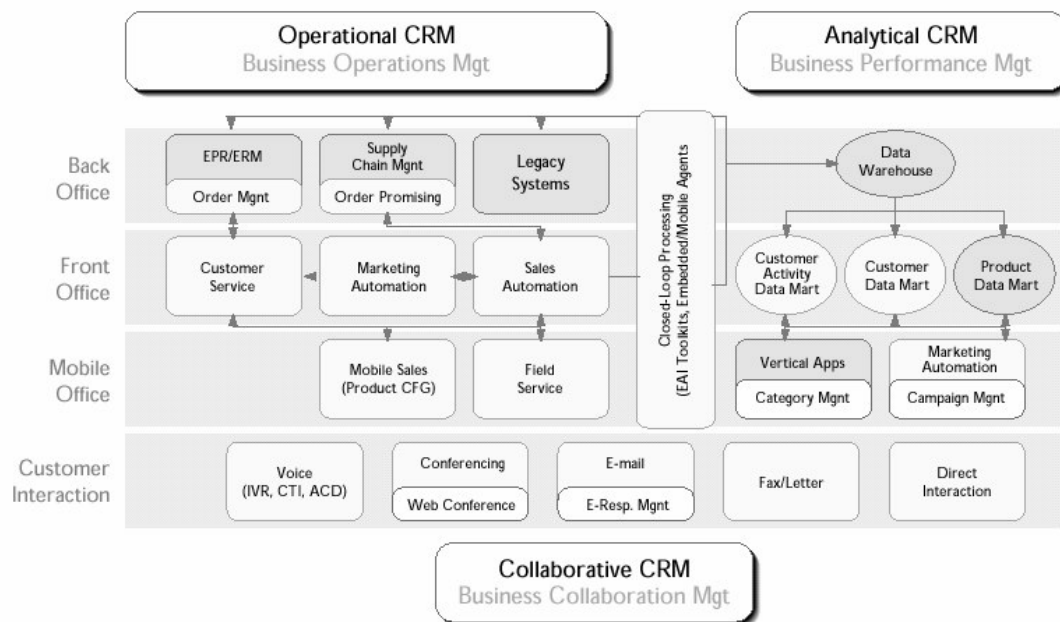 Operational CRM
Business Operations Mgt
Analytical CRM
Business Performance Mgt
Back
Office
EPR/ERM
Order Mgnt
Supply
Chain Mgnt
Order Promising
Legacy
Systems
Data
Warehouse
Front
Office
Customer
Service
Marketing
Automation
Sales
Automation
Closed-Loop Processing
(EAI Toolkits, Embedded/Mobile Agents
Customer
Activity
Data Mart
Customer
Data Mart
Product
Data Mart
Mobile
Office
Mobile Sales
(Product CFG)
Field
Service
Vertical Apps
Category Mgnt
Marketing
Automation
Campaign Mgnt
Customer
Interaction
Voice
(IVR, CTI, ACD)
Conferencing
Web Conference
E-mail
E-Resp. Mgnt
Fax/Letter
Direct
Interaction
Collaborative CRM
Business Collaboration Mgt